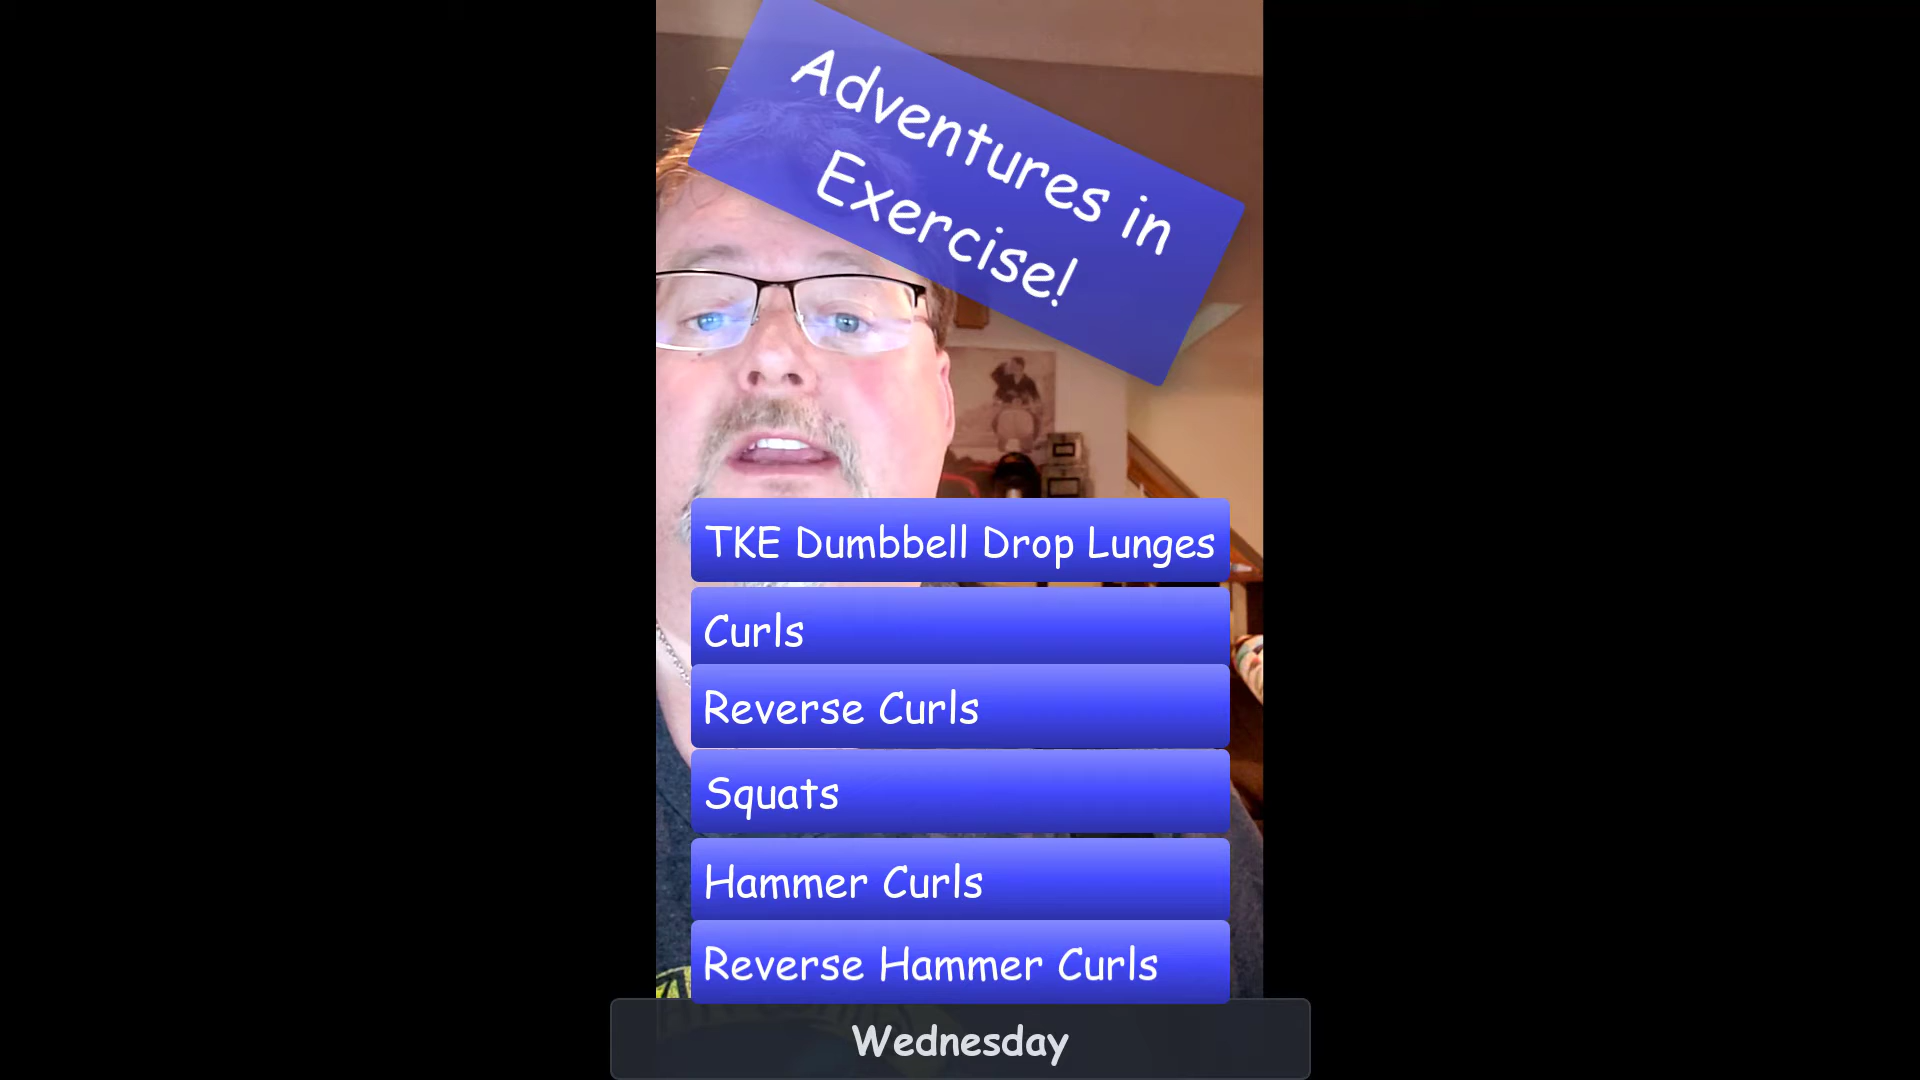 Adventures in
Exercise!
TKE Dumbbell Drop Lunges
Curls
Reverse Curls
Squats
Hammer Curls
Reverse Hammer Curls
Wednesday